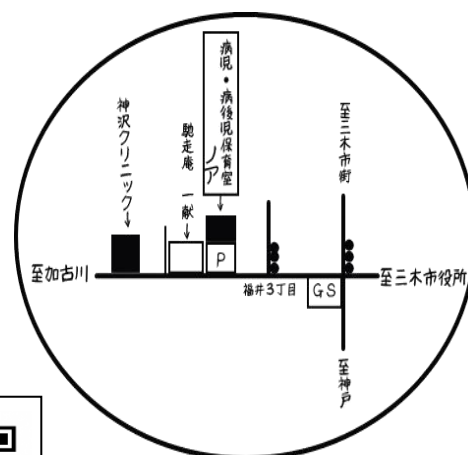 病児・病後児保育室
ノア
馳走庵 一献
神沢クリニック
至三木市街
P
至加古川
至三木市役所
福井3丁目
GS
至神戸